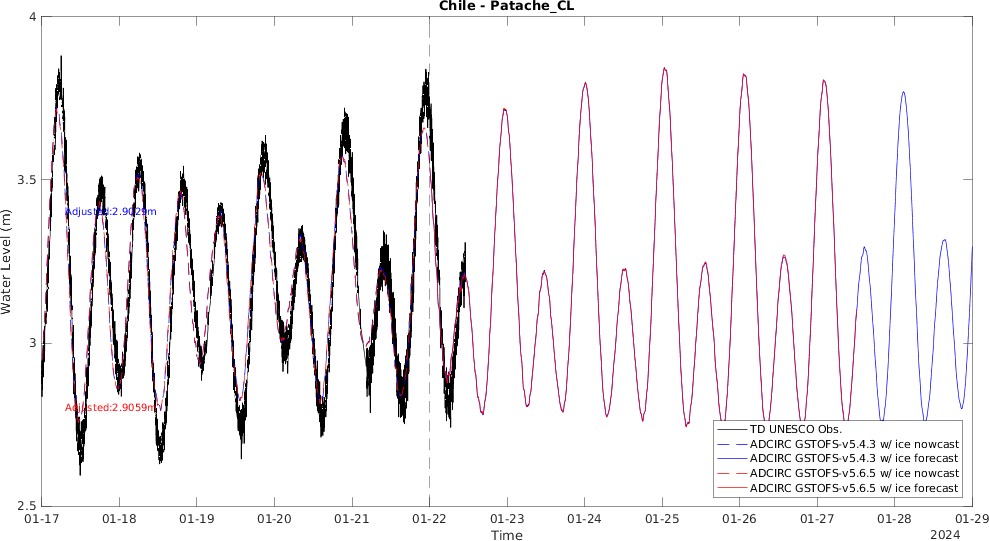 Chile - Patache_CL
4
3.5
3
2.5
Water Level (m)
Adjusted:2.9029m
Adjusted:2.9059m
TD UNESCO Obs.
ADCIRC GSTOFS-v5.4.3 w/ ice nowcast
ADCIRC GSTOFS-v5.4.3 w/ ice forecast
ADCIRC GSTOFS-v5.6.5 w/ ice nowcast
ADCIRC GSTOFS-v5.6.5 w/ ice forecast
01-17 01-18 01-19 01-20 01-21 01-22 01-23 01-24 01-25 01-26 01-27 01-28 01-29
Time
2024